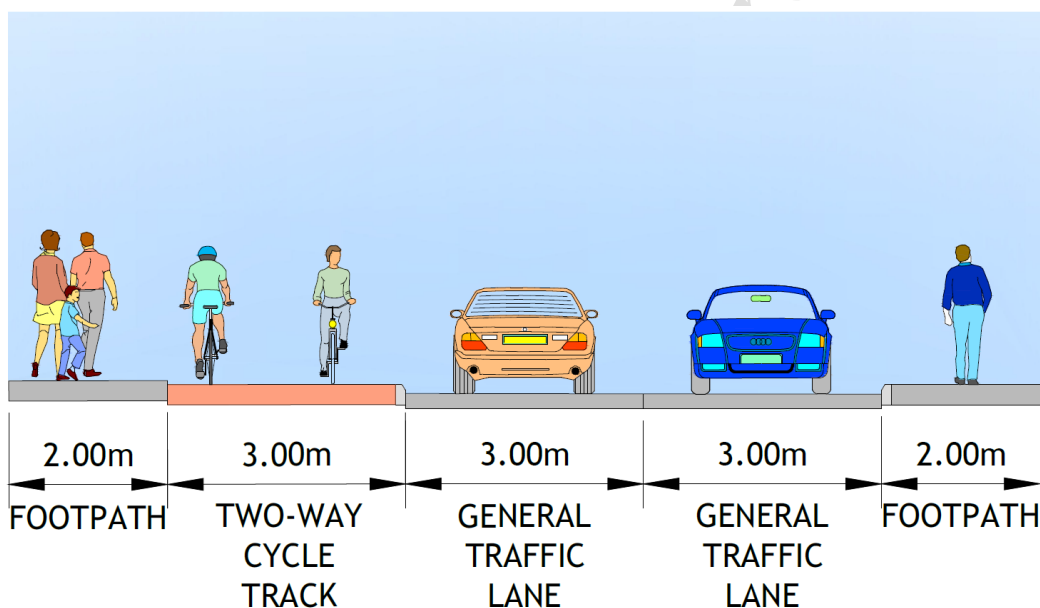 2.00m 3.00m 3.00m 3.00m 2.00m
FOOTPATH TWO-WAY GENERAL GENERAL FOOTPATH
CYCLE TRAFFIC TRAFFIC
TRACK LANE LANE